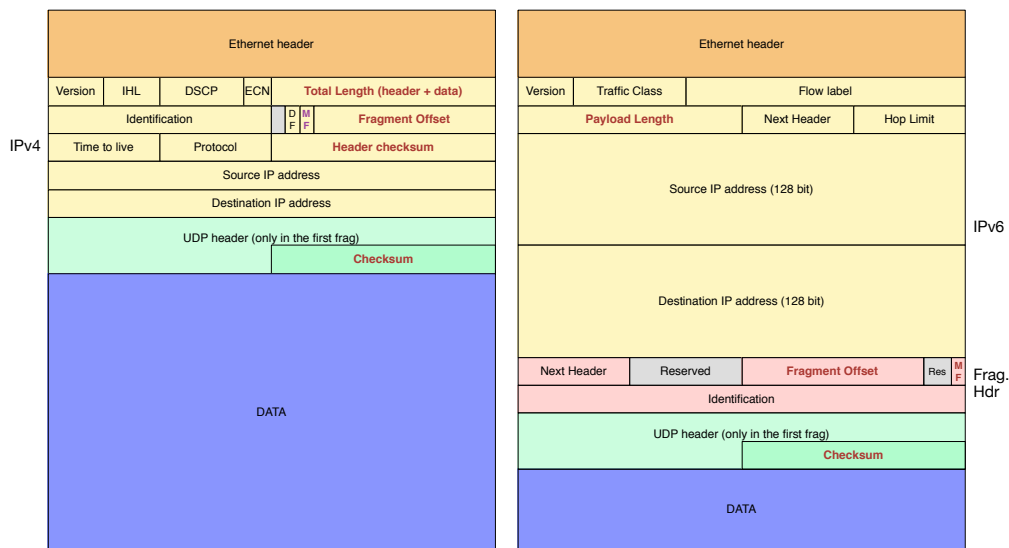 Ethernet header
Version IHL DSCP ECN Total Length (header + data)
Identification D F M F Fragment Offset
IPv4
Time to live Protocol Header checksum
Source IP address
Destination IP address
UDP header (only in the first frag)
Checksum
DATA
Ethernet header
Version Traffic Class Flow label
Payload Length Next Header Hop Limit
Source IP address (128 bit)
IPv6
Destination IP address (128 bit)
Next Header Reserved Fragment Offset Res M F
Frag.
Hdr
Identification
UDP header (only in the first frag)
Checksum
DATA